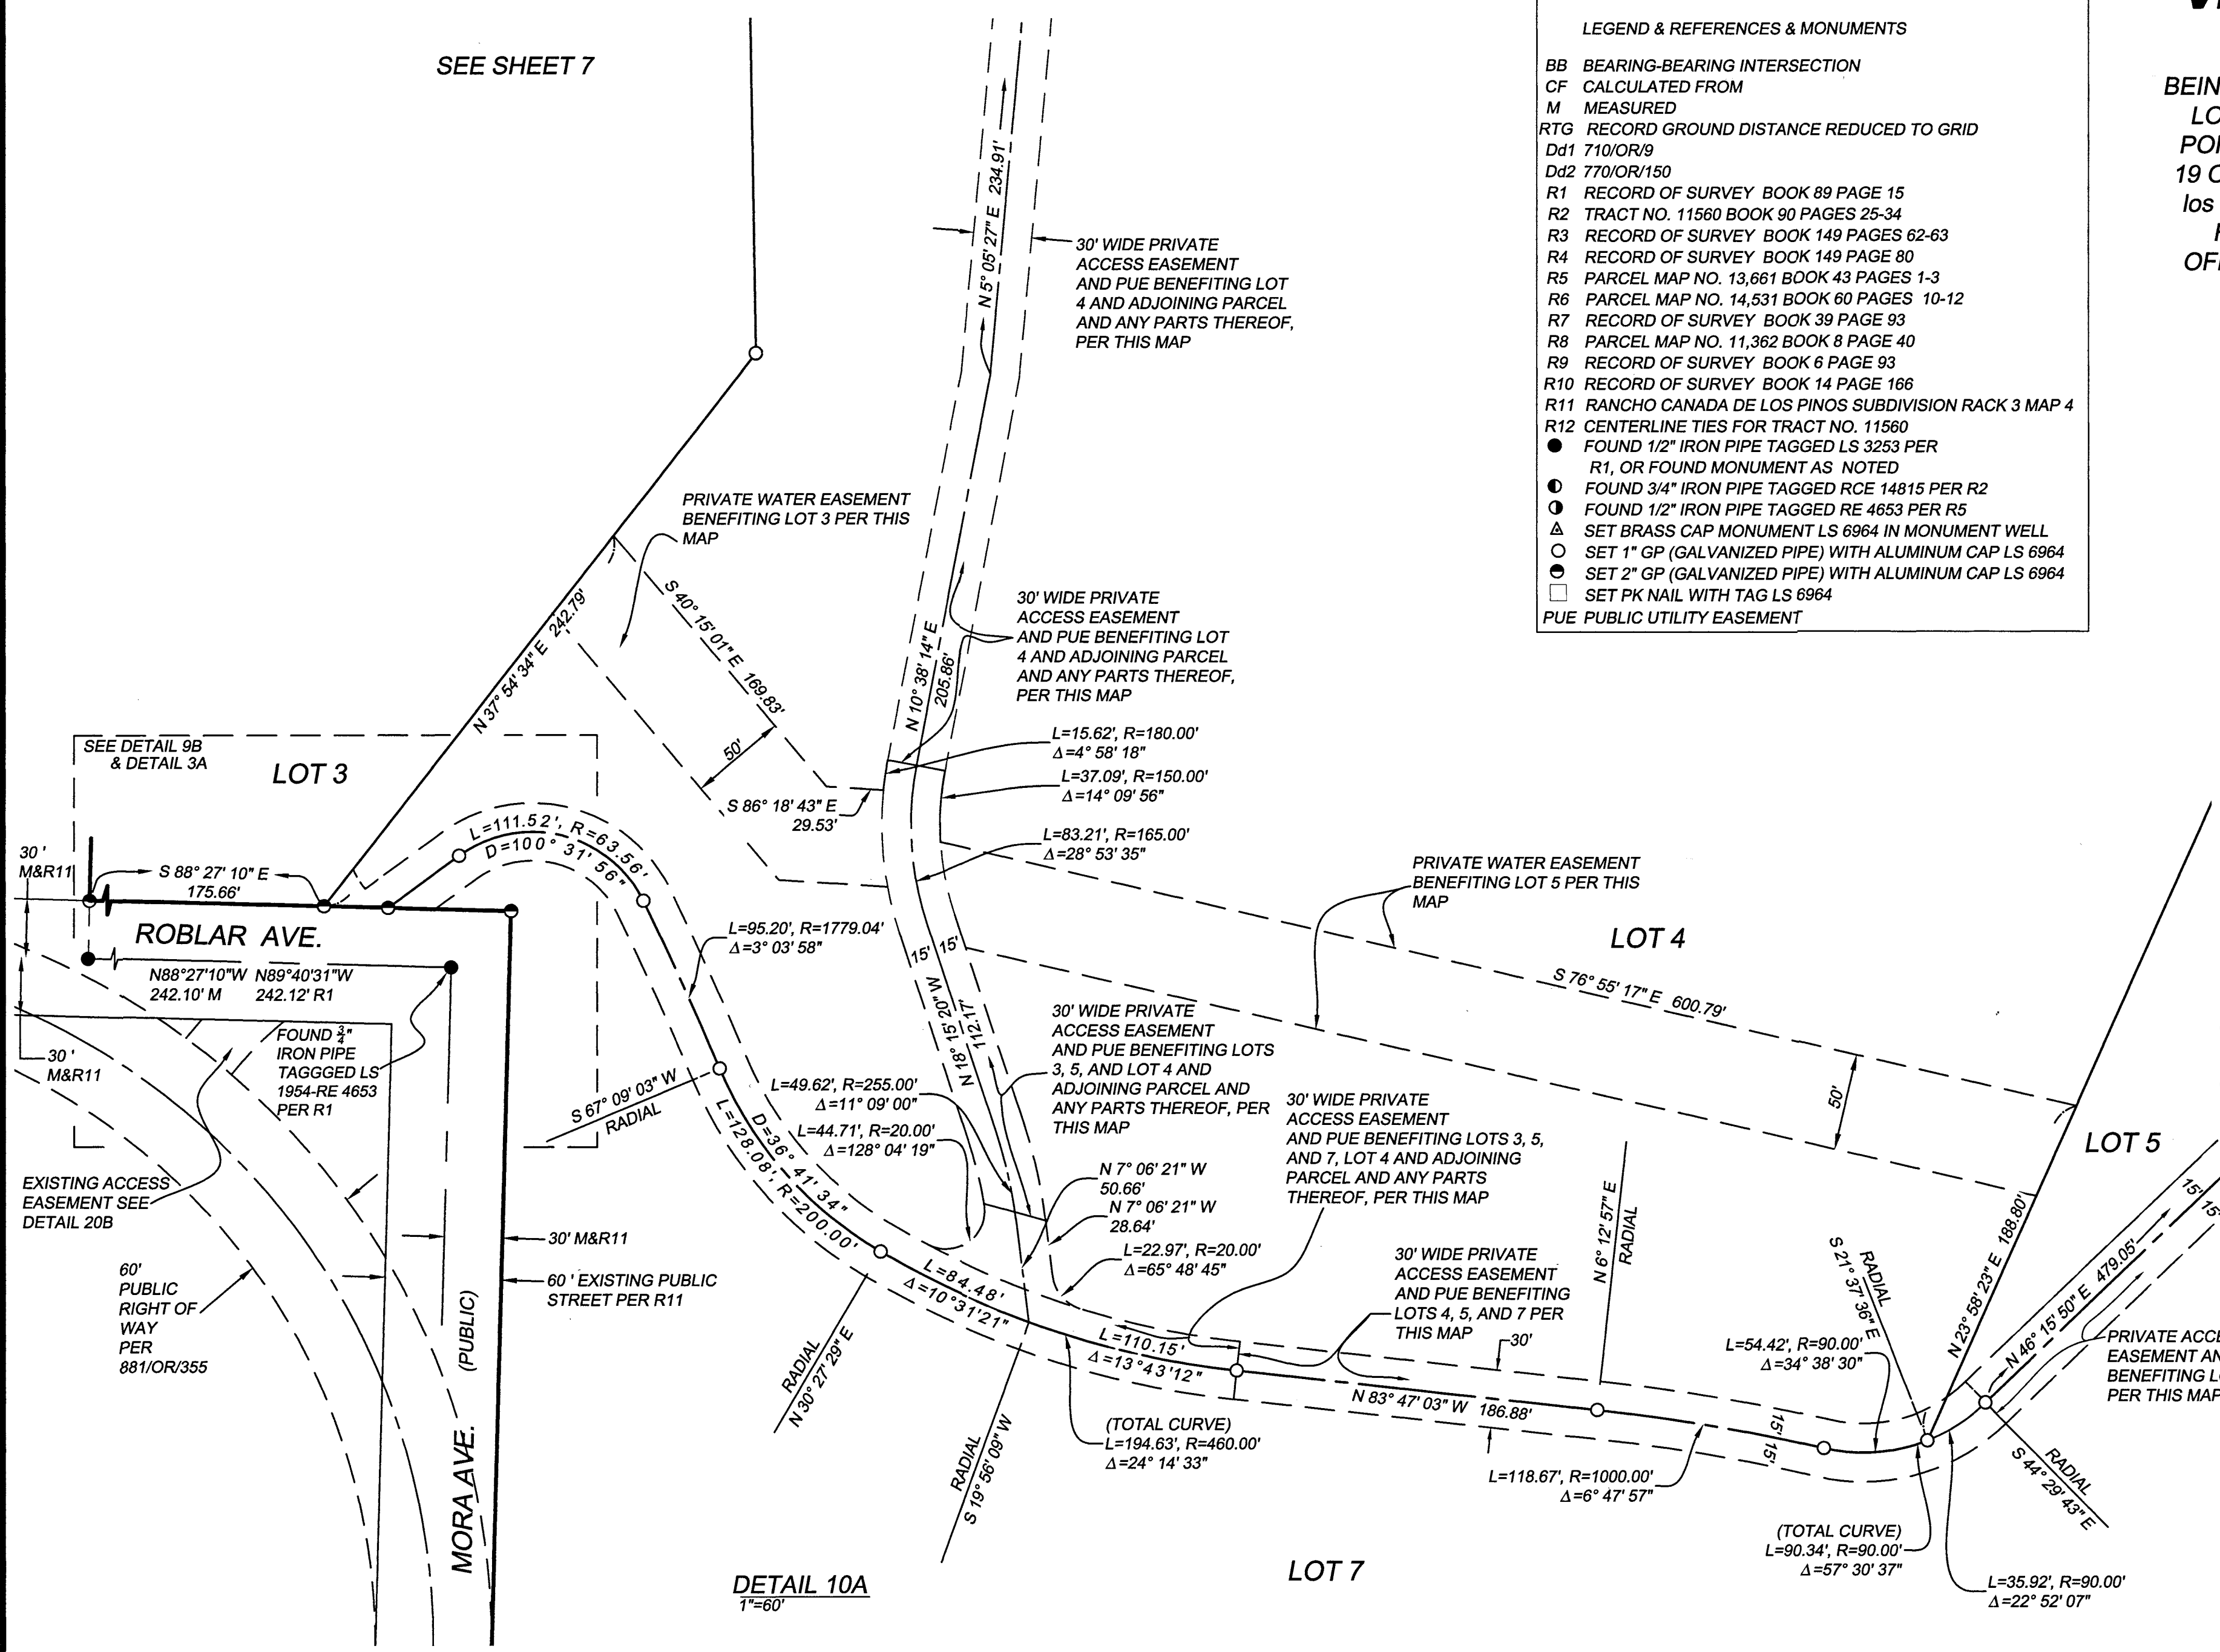 SEE SHEET 7
LEGEND & REFERENCES & MONUMENTS
BB BEARING-BEARING INTERSECTION
CF CALCULATED FROM
M MEASURED
RTG RECORD GROUND DISTANCE REDUCED TO GRID
Dd1 710/OR/9
Dd2 770/OR/150
R1 RECORD OF SURVEY BOOK 89 PAGE 15
R2 TRACT NO. 11560 BOOK 90 PAGES 25-34
R3 RECORD OF SURVEY BOOK 149 PAGES 62-63
R4 RECORD OF SURVEY BOOK 149 PAGE 80
R5 PARCEL MAP NO. 13,661 BOOK 43 PAGES 1-3
R6 PARCEL MAP NO. 14,531 BOOK 60 PAGES 10-12
R7 RECORD OF SURVEY BOOK 39 PAGE 93
R8 PARCEL MAP NO. 11,362 BOOK 8 PAGE 40
R9 RECORD OF SURVEY BOOK 6 PAGE 93
R10 RECORD OF SURVEY BOOK 14 PAGE 166
R11 RANCHO CANADA DE LOS PINOS SUBDIVISION RACK 3 MAP 4
R12 CENTERLINE TIES FOR TRACT NO. 11560
FOUND 1/2" IRON PIPE TAGGED LS 3253 PER
R1, OR FOUND MONUMENT AS NOTED
FOUND 3/4" IRON PIPE TAGGED RCE 14815 PER R2
FOUND 1/2" IRON PIPE TAGGED RE 4653 PER R5
SET BRASS CAP MONUMENT LS 6964 IN MONUMENT WELL
SET 1" GP (GALVANIZED PIPE) WITH ALUMINUM CAP LS 6964
SET 2" GP (GALVANIZED PIPE) WITH ALUMINUM CAP LS 6964
SET PK NAIL WITH TAG LS 6964
PUE PUBLIC UTILITY EASEMENT
BEIN
LO
PO
19 O
los
OF
N 5° 05' 27" E 234.91'
30' WIDE PRIVATE
ACCESS EASEMENT
AND PUE BENEFITING LOT
4 AND ADJOINING PARCEL
AND ANY PARTS THEREOF,
PER THIS MAP
PRIVATE WATER EASEMENT
BENEFITING LOT 3 PER THIS
MAP
N 37° 54' 34" E 242.79'
S 40° 15' 01" E 169.83'
50'
30' WIDE PRIVATE
ACCESS EASEMENT
AND PUE BENEFITING LOT
4 AND ADJOINING PARCEL
AND ANY PARTS THEREOF,
PER THIS MAP
N 10° 38' 14" E
205.86'
L=15.62', R=180.00'
Δ=4° 58' 18"
L=37.09', R=150.00'
Δ=14° 09' 56"
S 86° 18' 43" E
29.53'
L=83.21', R=165.00'
Δ=28° 53' 35"
SEE DETAIL 9B
& DETAIL 3A
LOT 3
L=111.52', R=63.56'
D=100° 31' 56"
30 '
M&R11
S 88° 27' 10" E
175.66'
ROBLAR AVE.
N88°27'10"W N89°40'31"W
242.10' M 242.12' R1
FOUND 3/4"
IRON PIPE
TAGGGED LS
1954-RE 4653
PER R1
30 '
M&R11
L=95.20', R=1779.04'
Δ=3° 03' 58"
15' 15'
N 18° 15' 20" W
112.17'
PRIVATE WATER EASEMENT
BENEFITING LOT 5 PER THIS
MAP
LOT 4
S 76° 55' 17" E 600.79'
50'
LOT 5
30' WIDE PRIVATE
ACCESS EASEMENT
AND PUE BENEFITING LOTS
3, 5, AND LOT 4 AND
ADJOINING PARCEL AND
ANY PARTS THEREOF, PER
THIS MAP
S 67° 09' 03" W
RADIAL
L=49.62', R=255.00'
Δ=11° 09' 00"
L=44.71', R=20.00'
Δ=128° 04' 19"
D=36° 41' 34"
L=128.08', R=200.00'
30' WIDE PRIVATE
ACCESS EASEMENT
AND PUE BENEFITING LOTS 3, 5,
AND 7, LOT 4 AND ADJOINING
PARCEL AND ANY PARTS
THEREOF, PER THIS MAP
N 7° 06' 21" W
50.66'
N 7° 06' 21" W
28.64'
L=22.97', R=20.00'
Δ=65° 48' 45"
EXISTING ACCESS
EASEMENT SEE
DETAIL 20B
60'
PUBLIC
RIGHT OF
WAY
PER
881/OR/355
30' M&R11
60 ' EXISTING PUBLIC
STREET PER R11
MORA AVE. (PUBLIC)
L=84.48'
Δ=10°31'21"
RADIAL
N 30° 27' 29" E
RADIAL
S 19° 56' 09" W
L=110.15'
Δ=13°43'12"
(TOTAL CURVE)
L=194.63', R=460.00'
Δ=24° 14' 33"
30' WIDE PRIVATE
ACCESS EASEMENT
AND PUE BENEFITING
LOTS 4, 5, AND 7 PER
THIS MAP
30'
N 6° 12' 57" E
RADIAL
N 83° 47' 03" W 186.88'
L=118.67', R=1000.00'
Δ=6° 47' 57"
15' 15'
L=54.42', R=90.00'
Δ=34° 38' 30"
RADIAL
S 21° 37' 36" E
N 23° 58' 23" E 188.80'
N 46° 15' 50" E 479.05'
15'
15'
PRIVATE ACCE
EASEMENT AN
BENEFITING L
PER THIS MAP
RADIAL
S 44° 29' 43" E
(TOTAL CURVE)
L=90.34', R=90.00'
Δ=57° 30' 37"
L=35.92', R=90.00'
Δ=22° 52' 07"
LOT 7
DETAIL 10A
1"=60'